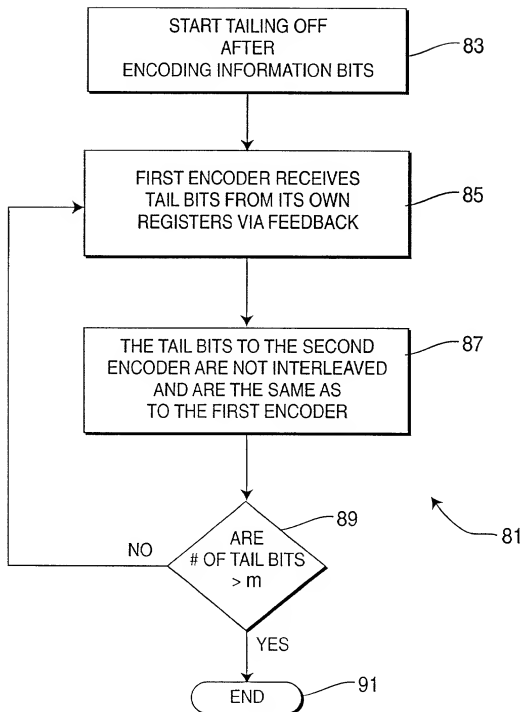 START TAILING OFF
AFTER
ENCODING INFORMATION BITS
83
FIRST ENCODER RECEIVES
TAIL BITS FROM ITS OWN
REGISTERS VIA FEEDBACK
85
THE TAIL BITS TO THE SECOND
ENCODER ARE NOT INTERLEAVED
AND ARE THE SAME AS
TO THE FIRST ENCODER
87
89
ARE
# OF TAIL BITS
> m
NO
81
YES
END
91